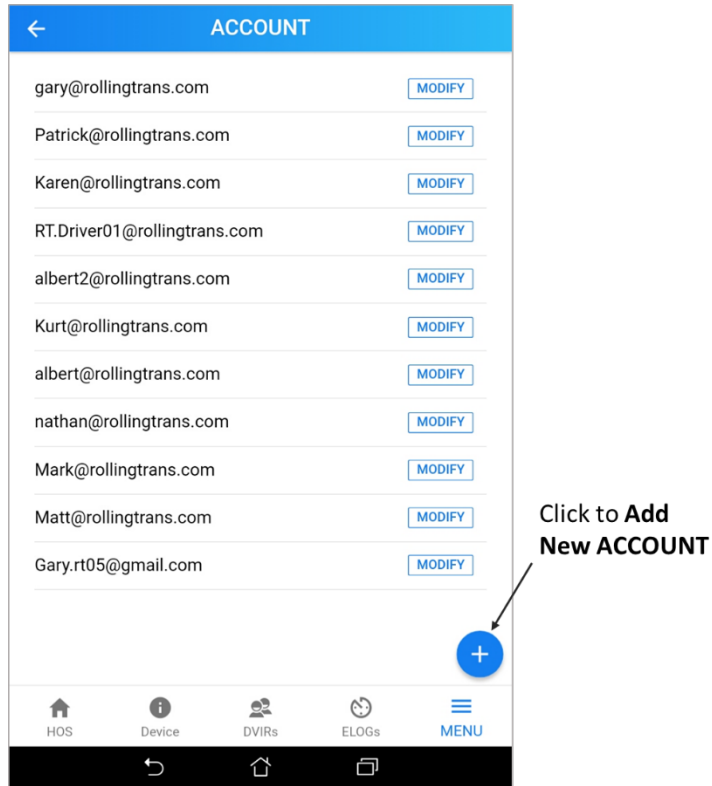 ACCOUNT
gary@rollingtrans.com MODIFY
Patrick@rollingtrans.com MODIFY
Karen@rollingtrans.com MODIFY
RT.Driver01@rollingtrans.com MODIFY
albert2@rollingtrans.com MODIFY
Kurt@rollingtrans.com MODIFY
albert@rollingtrans.com MODIFY
nathan@rollingtrans.com MODIFY
Mark@rollingtrans.com MODIFY
Matt@rollingtrans.com MODIFY
Gary.rt05@gmail.com MODIFY
Click to Add
New ACCOUNT
HOS Device DVIRs ELOGs MENU